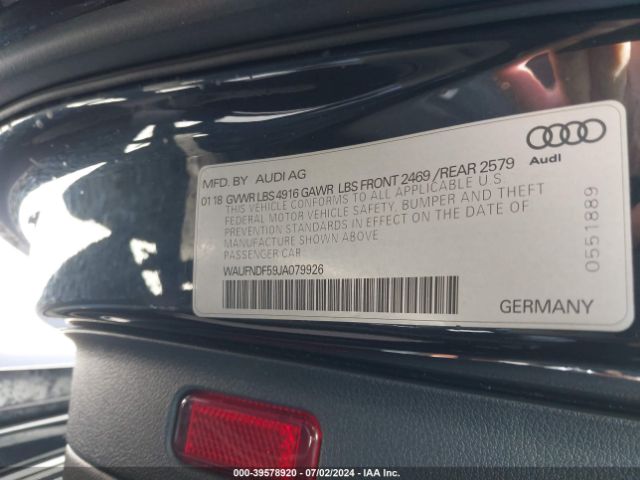 Audi
MFD. BY AUDI AG
01 18 GVWR LBS 4916 GAWR LBS FRONT 2469 /REAR 2579
THIS VEHICLE CONFORMS TO ALL APPLICABLE U.S.
FEDERAL MOTOR VEHICLE SAFETY, BUMPER AND THEFT
PREVENTION STANDARDS IN EFFECT ON THE DATE OF
MANUFACTURE SHOWN ABOVE
PASSENGER CAR
WAUFNDF59JA079926
GERMANY
0551889
000-39578920 - 07/02/2024 - IAA Inc.